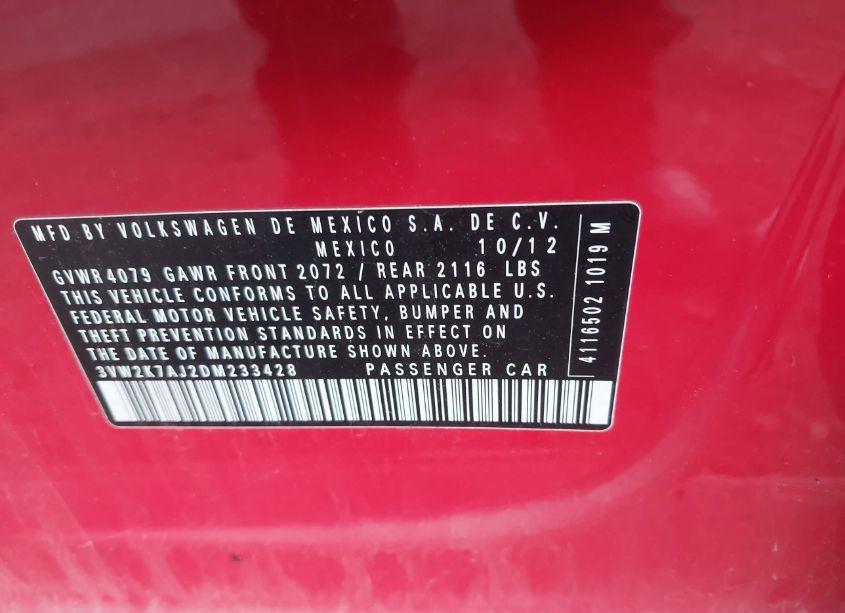 MFD BY VOLKSWAGEN DE MEXICO S.A. DE C.V.
MEXICO 10/12
GVWR4079 GAWR FRONT 2072 / REAR 2116 LBS
THIS VEHICLE CONFORMS TO ALL APPLICABLE U.S.
FEDERAL MOTOR VEHICLE SAFETY, BUMPER AND
THEFT PREVENTION STANDARDS IN EFFECT ON
THE DATE OF MANUFACTURE SHOWN ABOVE.
3VW2K7AJ2DM233428 PASSENGER CAR
4116502 1019 M